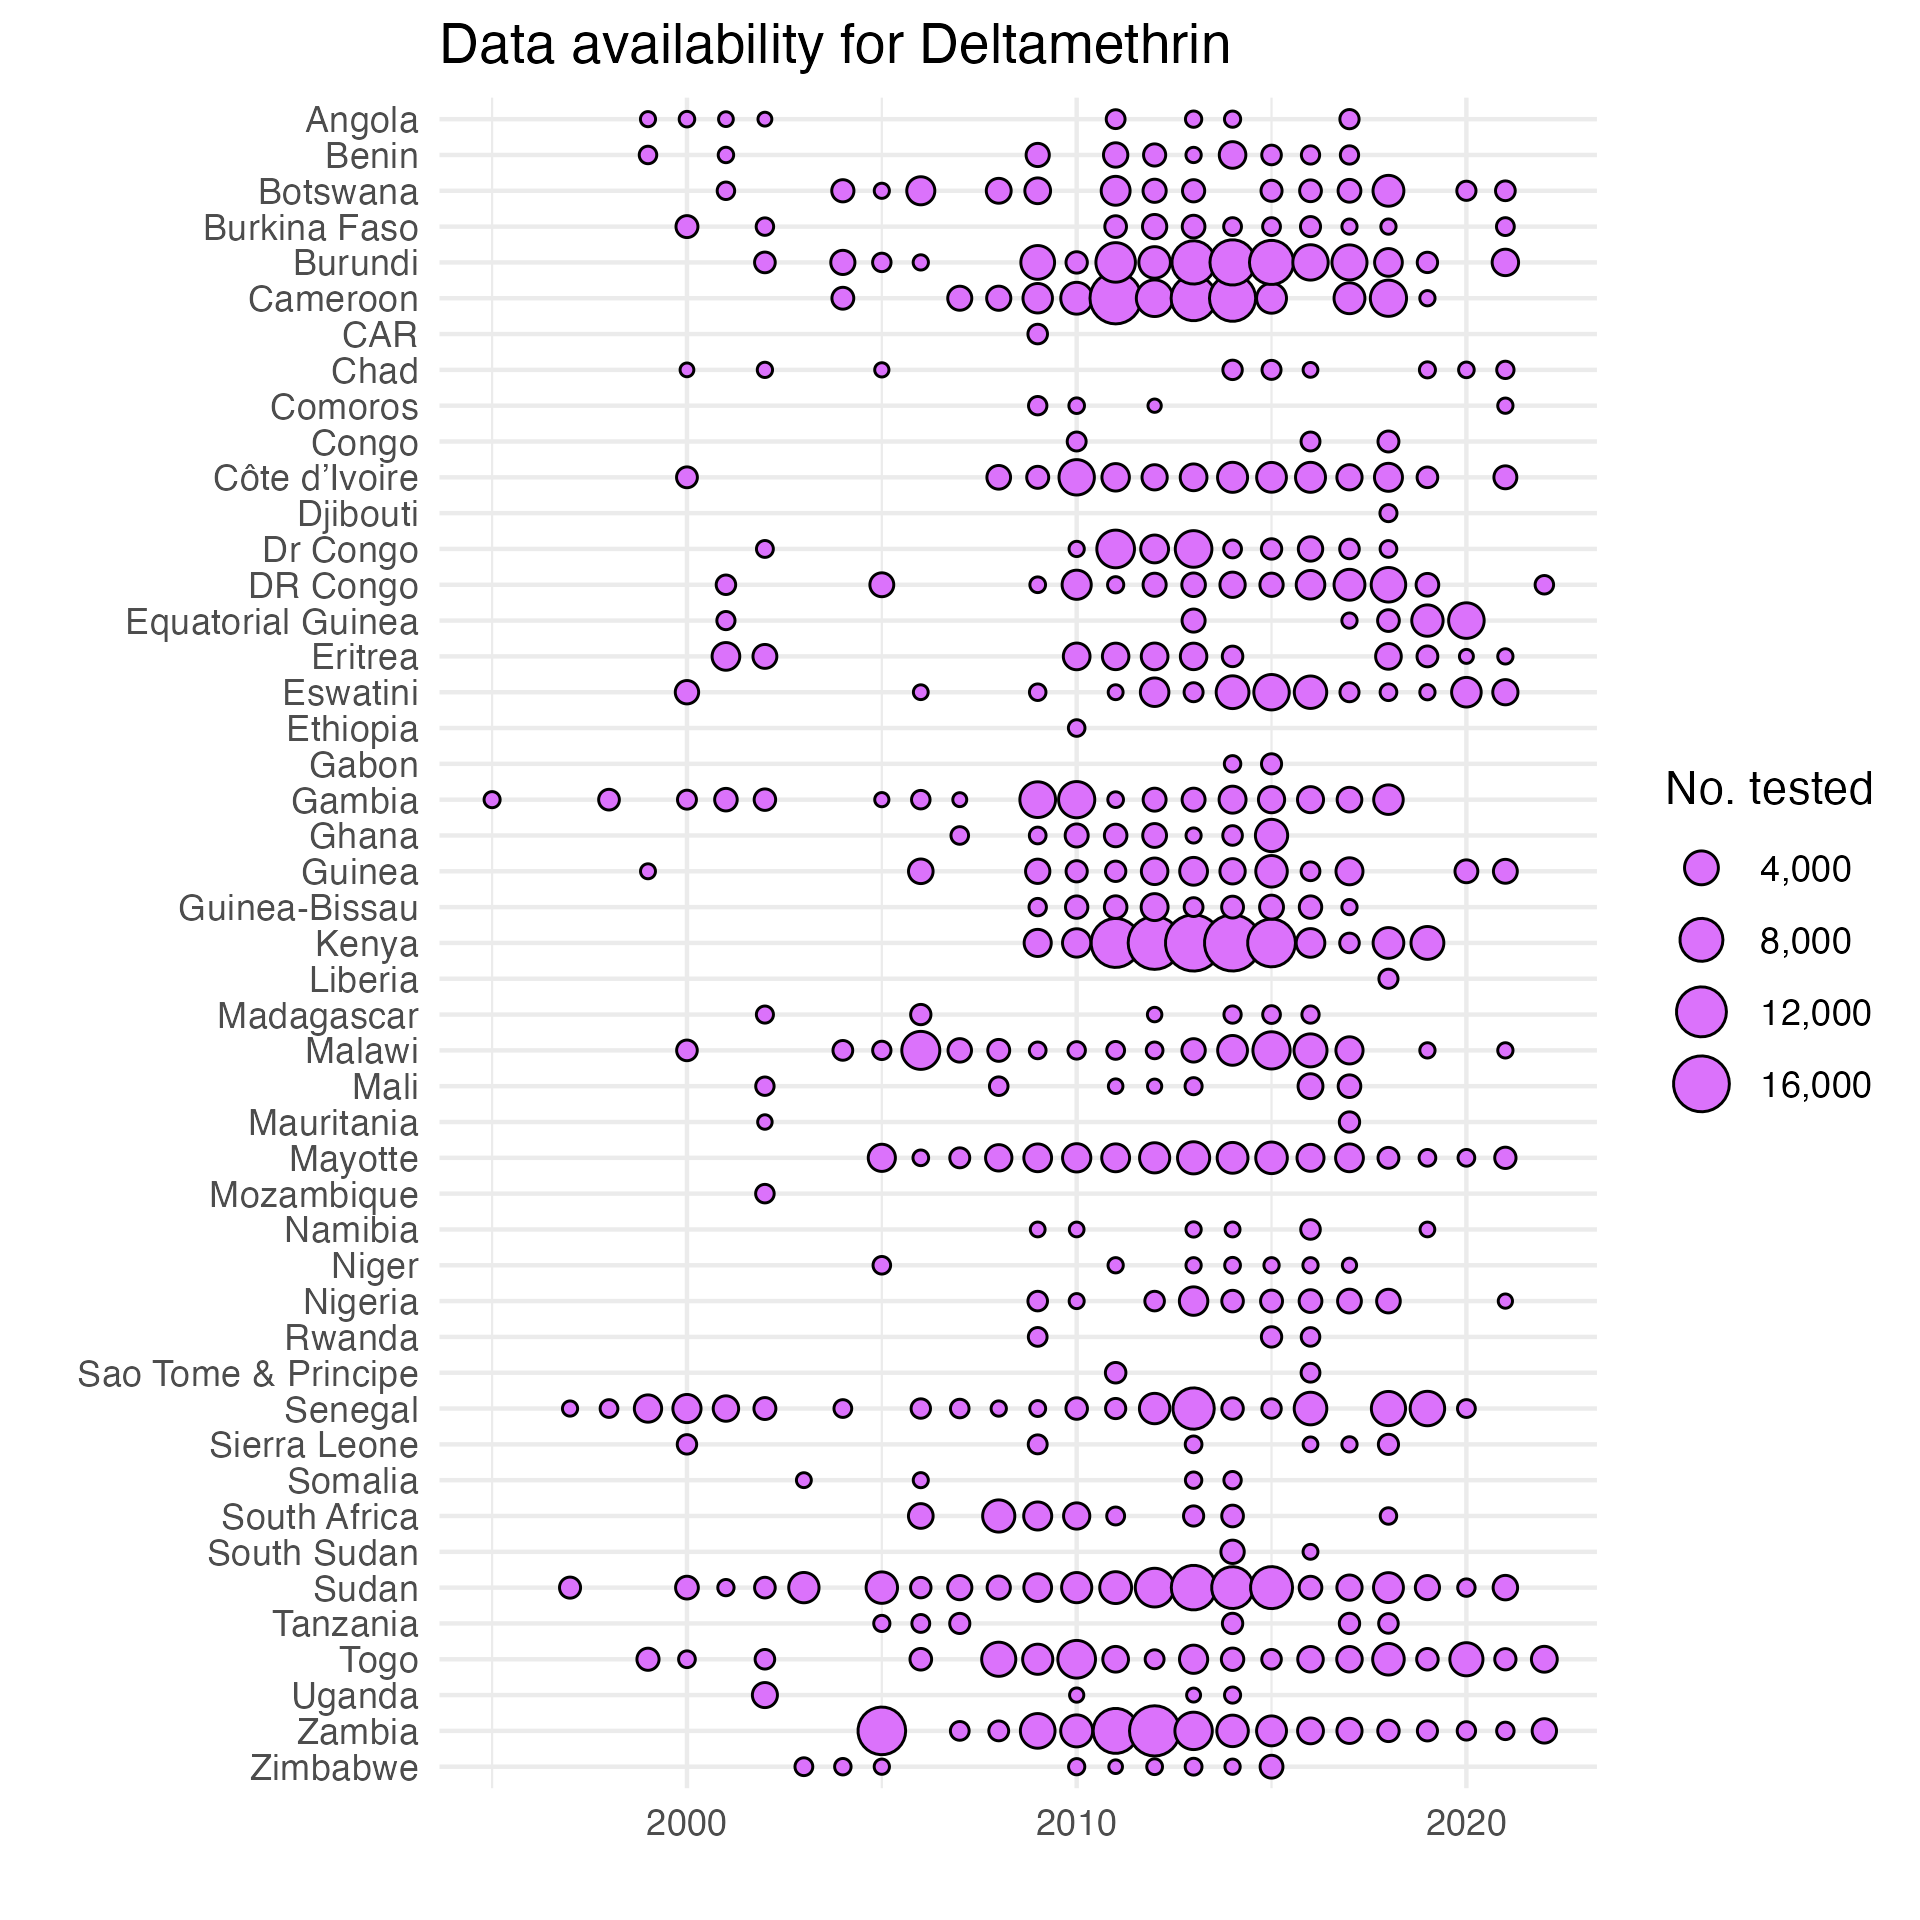 Data availability for Deltamethrin
Angola
Benin
Botswana
Burkina Faso
Burundi
Cameroon
CAR
Chad
Comoros
Congo
Côte d’Ivoire
Djibouti
Dr Congo
DR Congo
Equatorial Guinea
Eritrea
Eswatini
Ethiopia
Gabon
Gambia
Ghana
Guinea
Guinea-Bissau
Kenya
Liberia
Madagascar
Malawi
Mali
Mauritania
Mayotte
Mozambique
Namibia
Niger
Nigeria
Rwanda
Sao Tome & Principe
Senegal
Sierra Leone
Somalia
South Africa
South Sudan
Sudan
Tanzania
Togo
Uganda
Zambia
Zimbabwe
2000
2010
2020
No. tested
4,000
8,000
12,000
16,000